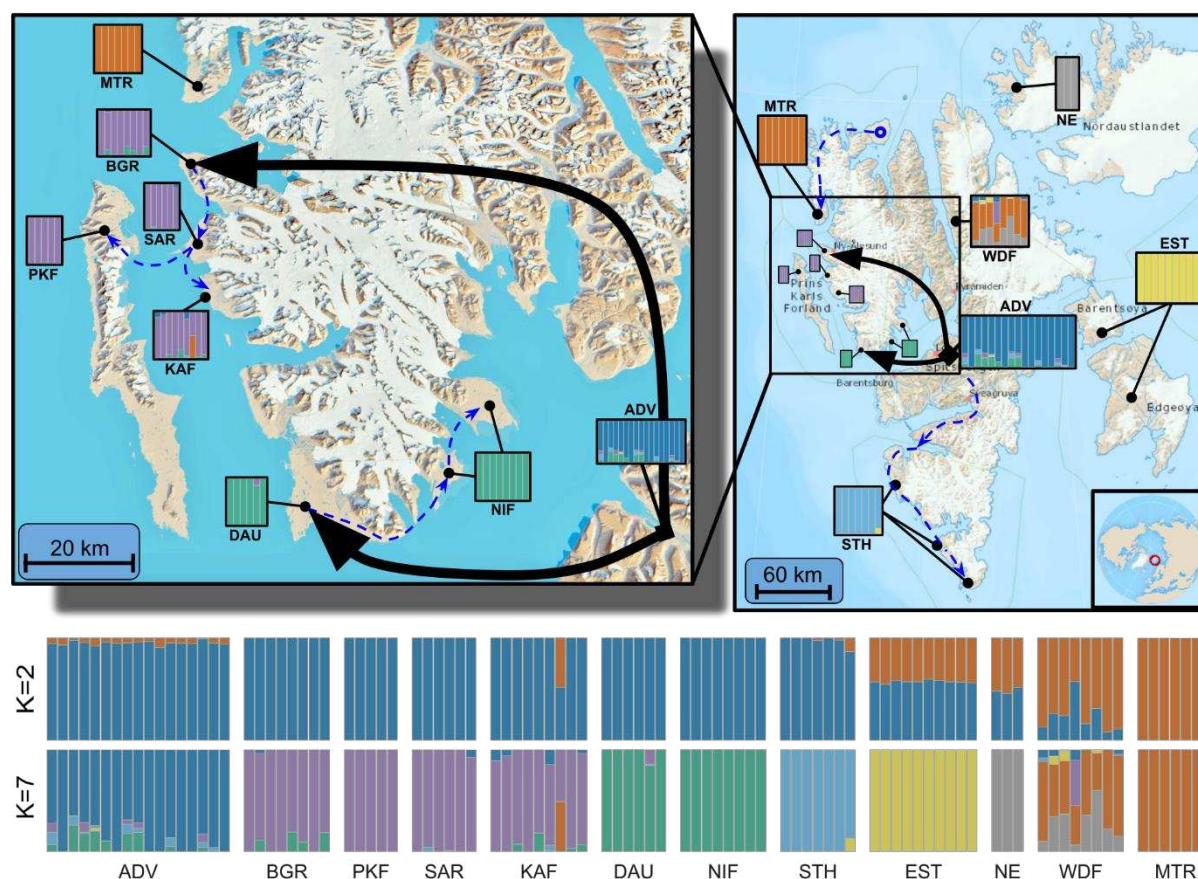 MTR
BGR
SAR
PKF
KAF
ADV
NIF
DAU
20 km
MTR
NE
Nordaustlandet
WDF
EST
Ny-Ålesund
Pyramiden
Prins
Karls
Forland
Barentsøya
ADV
Barentsburg
Sveagruva
Edgeøya
STH
60 km
K=2
K=7
ADV BGR PKF SAR KAF DAU NIF STH EST NE WDF MTR